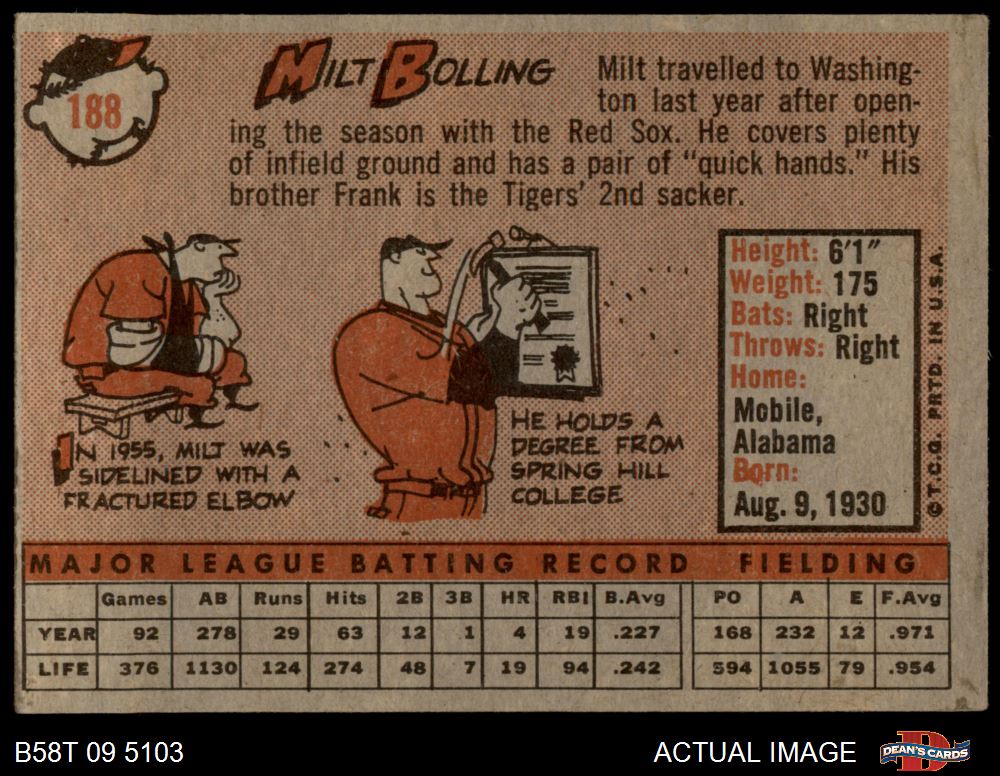 188
MILT BOLLING
Milt travelled to Washing-
ton last year after open-
ing the season with the Red Sox. He covers plenty
of infield ground and has a pair of "quick hands." His
brother Frank is the Tigers' 2nd sacker.
IN 1955, MILT WAS
SIDELINED WITH A
FRACTURED ELBOW
HE HOLDS A
DEGREE FROM
SPRING HILL
COLLEGE
Height: 6'1"
Weight: 175
Bats: Right
Throws: Right
Home:
Mobile,
Alabama
Born:
Aug. 9, 1930
© T.C.G. PRTD. IN U.S.A.
MAJOR LEAGUE BATTING RECORD FIELDING
Games AB Runs Hits 2B 3B HR RBI B.Avg PO A E F.Avg
YEAR 92 278 29 63 12 1 4 19 .227 168 232 12 .971
LIFE 376 1130 124 274 48 7 19 94 .242 594 1055 79 .954
B58T 09 5103
ACTUAL IMAGE
DEAN'S CARDS